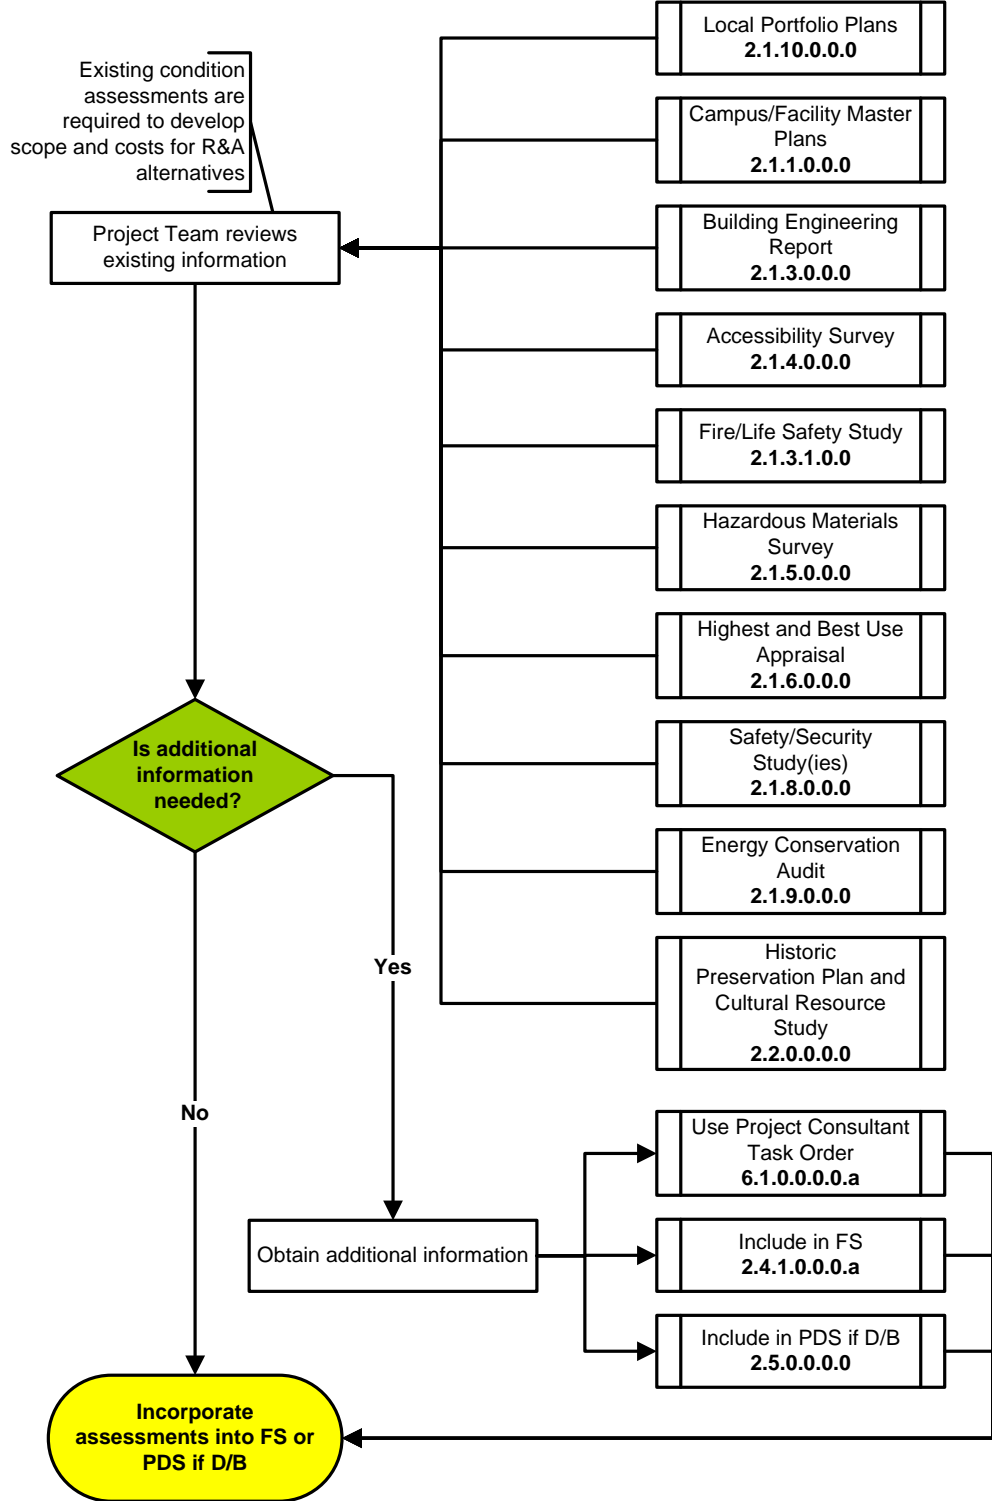 Existing condition
assessments are
required to develop
scope and costs for R&A
alternatives
Project Team reviews
existing information
Local Portfolio Plans
2.1.10.0.0.0
Campus/Facility Master
Plans
2.1.1.0.0.0
Building Engineering
Report
2.1.3.0.0.0
Accessibility Survey
2.1.4.0.0.0
Fire/Life Safety Study
2.1.3.1.0.0
Hazardous Materials
Survey
2.1.5.0.0.0
Highest and Best Use
Appraisal
2.1.6.0.0.0
Safety/Security
Study(ies)
2.1.8.0.0.0
Energy Conservation
Audit
2.1.9.0.0.0
Historic
Preservation Plan and
Cultural Resource
Study
2.2.0.0.0.0
Is additional
information
needed?
Yes
No
Obtain additional information
Use Project Consultant
Task Order
6.1.0.0.0.0.a
Include in FS
2.4.1.0.0.0.a
Include in PDS if D/B
2.5.0.0.0.0
Incorporate
assessments into FS or
PDS if D/B